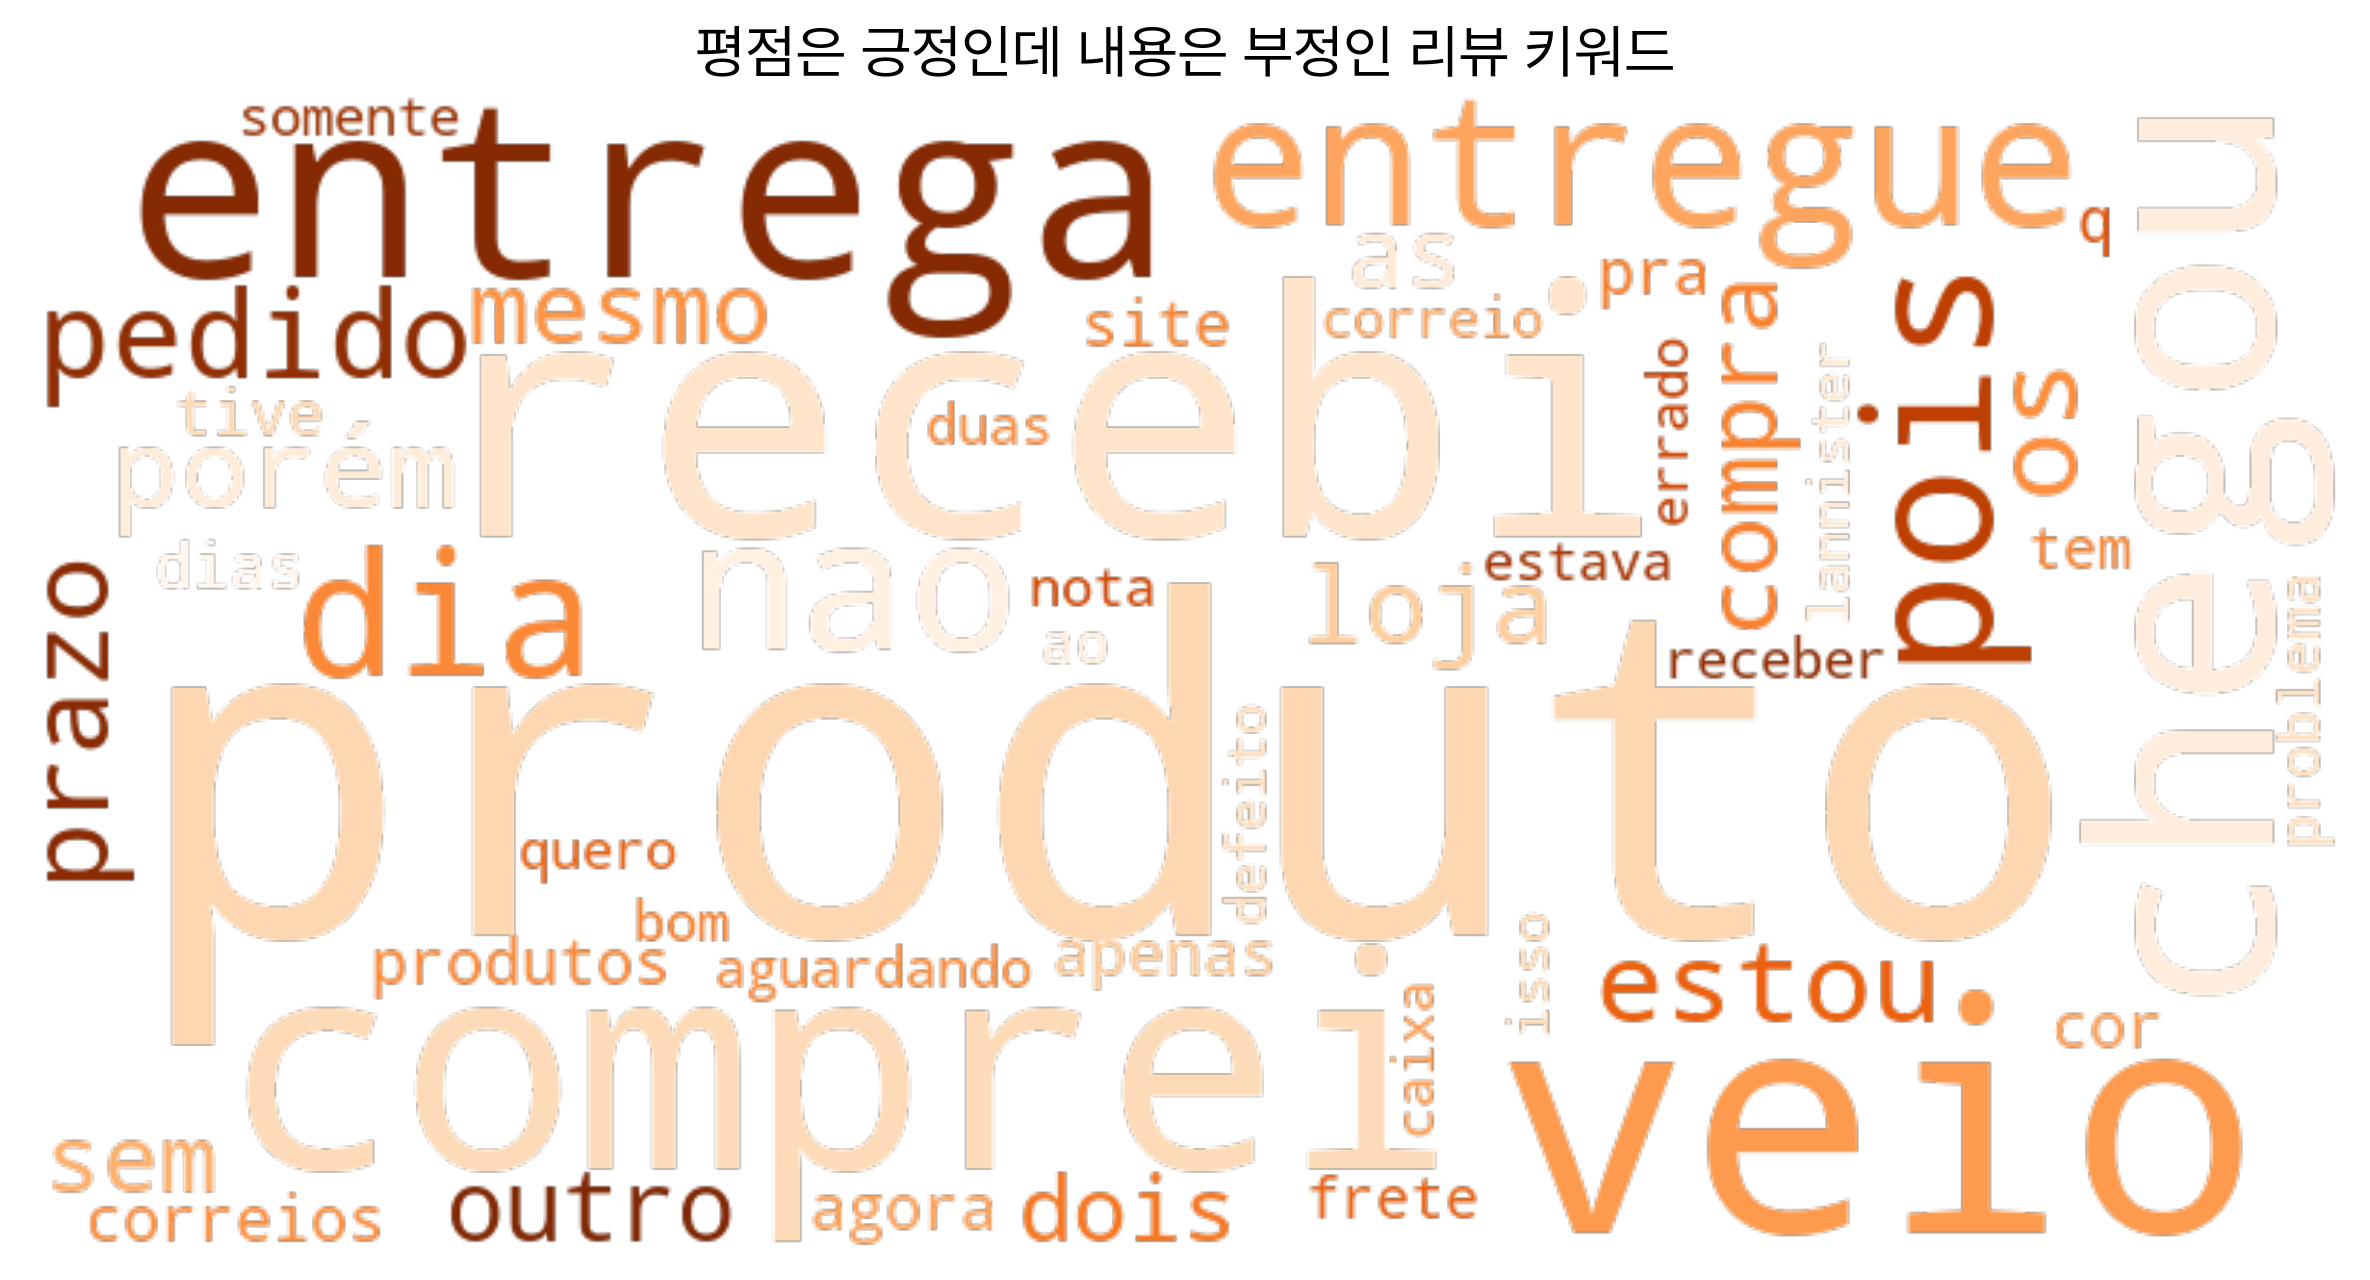 평점은 긍정인데 내용은 부정인 리뷰 키워드
somente
entrega
entregue
chegou
q
as
pra
pedido
mesmo
site
correio
recebi
compra
pois
errado
lannister
os
tive
duas
porém
tem
dias
dia
nao
nota
ao
loja
estava
receber
prazo
produto
problema
defeito
quero
bom
produtos
aguardando
apenas
isso
estou
cor
comprei
caixa
veio
sem
correios
outro
agora
dois
frete